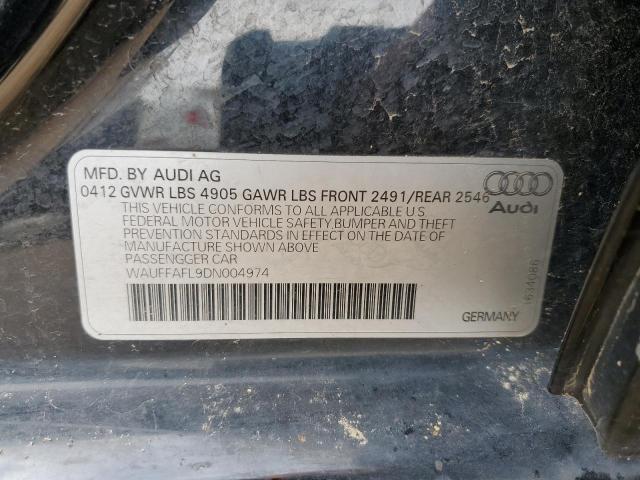 MFD. BY AUDI AG
0412 GVWR LBS 4905 GAWR LBS FRONT 2491/REAR 2546
THIS VEHICLE CONFORMS TO ALL APPLICABLE U.S.
FEDERAL MOTOR VEHICLE SAFETY,BUMPER AND THEFT
PREVENTION STANDARDS IN EFFECT ON THE DATE OF
MANUFACTURE SHOWN ABOVE
PASSENGGER CAR
WAUFFAFL9DN004974
Audi
1634086
GERMANY